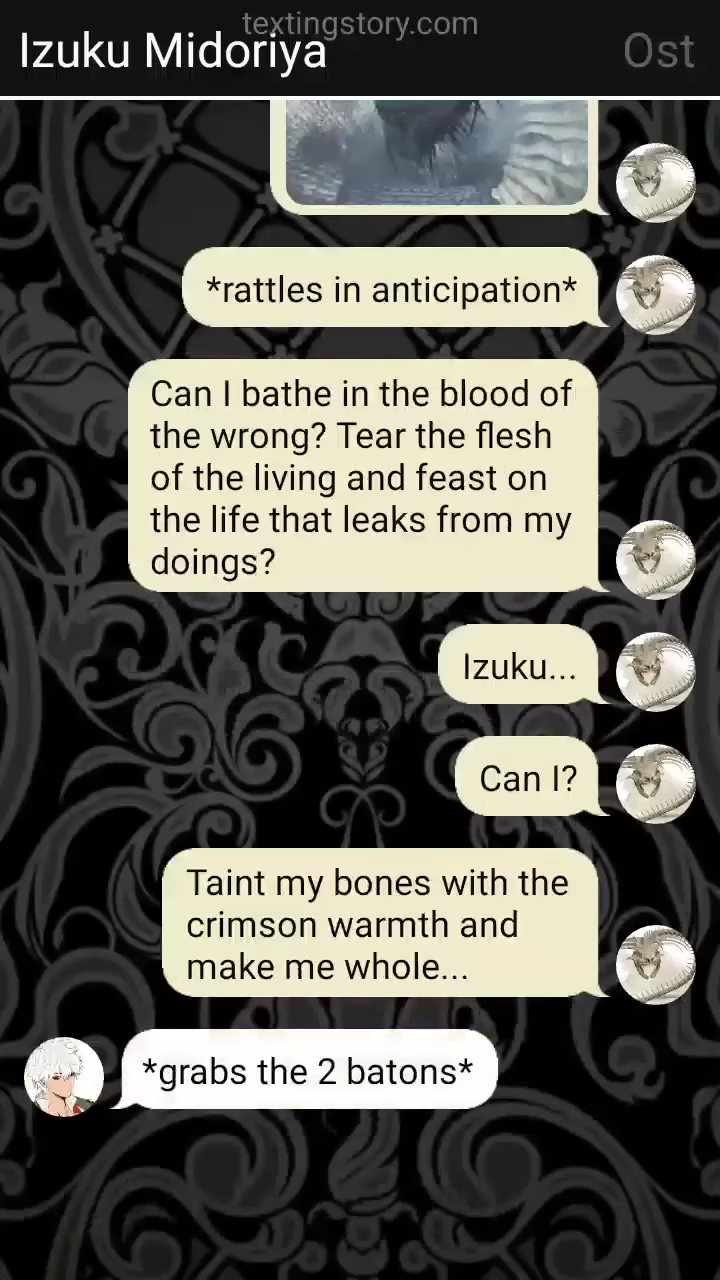 textingstory.com
Izuku Midoriya
Ost
*rattles in anticipation*
Can I bathe in the blood of
the wrong? Tear the flesh
of the living and feast on
the life that leaks from my
doings?
Izuku...
Can I?
Taint my bones with the
crimson warmth and
make me whole...
*grabs the 2 batons*